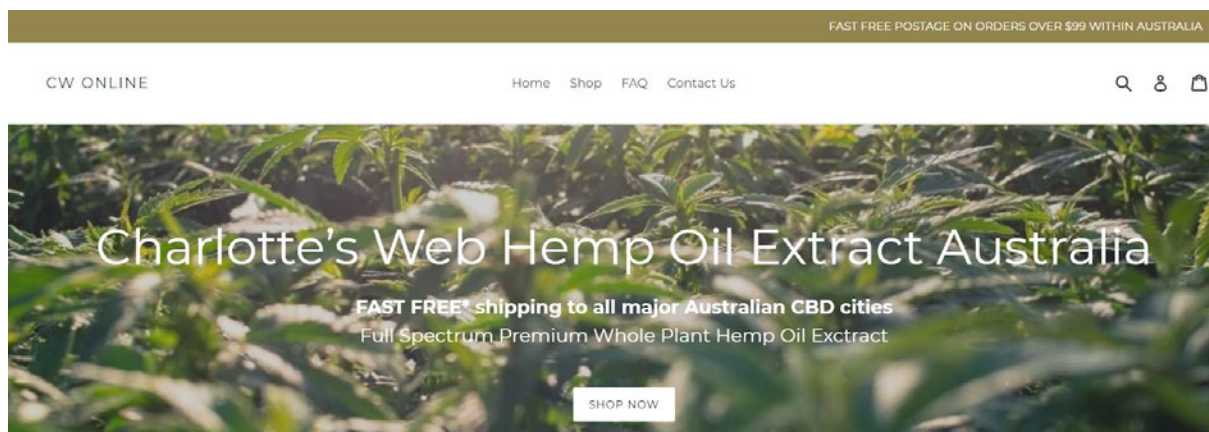 FAST FREE POSTAGE ON ORDERS OVER $99 WITHIN AUSTRALIA
CW ONLINE
Home Shop FAQ Contact Us
Charlotte's Web Hemp Oil Extract Australia
FAST FREE* shipping to all major Australian CBD cities
Full Spectrum Premium Whole Plant Hemp Oil Exctract
SHOP NOW